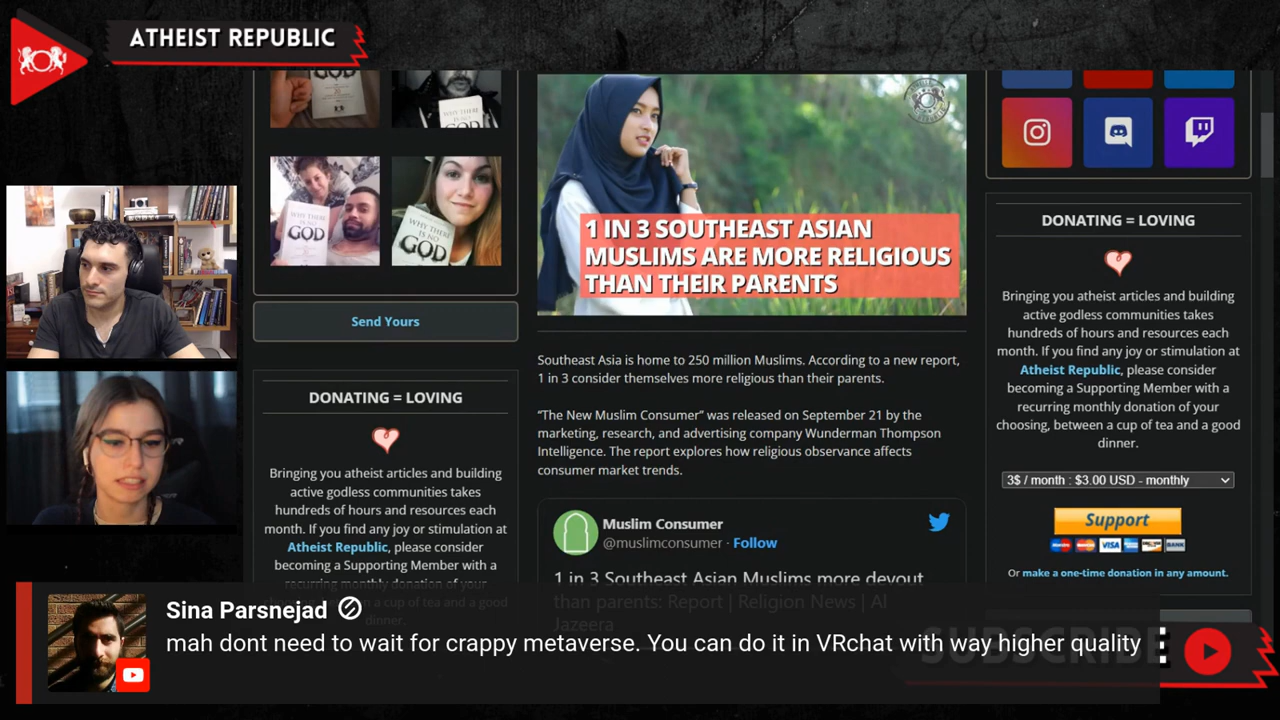 ATHEIST REPUBLIC
WHY THERE
IS NO
GOD
WHY THERE
IS NO
GOD
Send Yours
DONATING = LOVING
Bringing you atheist articles and building
active godless communities takes
hundreds of hours and resources each
month. If you find any joy or stimulation at
Atheist Republic, please consider
becoming a Supporting Member with a
recurring monthly donation of your
1 IN 3 SOUTHEAST ASIAN
MUSLIMS ARE MORE RELIGIOUS
THAN THEIR PARENTS
Southeast Asia is home to 250 million Muslims. According to a new report,
1 in 3 consider themselves more religious than their parents.
“The New Muslim Consumer” was released on September 21 by the
marketing, research, and advertising company Wunderman Thompson
Intelligence. The report explores how religious observance affects
consumer market trends.
Muslim Consumer
@muslimconsumer · Follow
1 in 3 Southeast Asian Muslims more devout
than parents: Report | Religion News | Al
Jazeera
DONATING = LOVING
Bringing you atheist articles and building
active godless communities takes
hundreds of hours and resources each
month. If you find any joy or stimulation at
Atheist Republic, please consider
becoming a Supporting Member with a
recurring monthly donation of your
choosing, between a cup of tea and a good
dinner.
3$ / month : $3.00 USD - monthly
Support
VISA
BANK
Or make a one-time donation in any amount.
SUBSCRIBE
Sina Parsnejad
mah dont need to wait for crappy metaverse. You can do it in VRchat with way higher quality